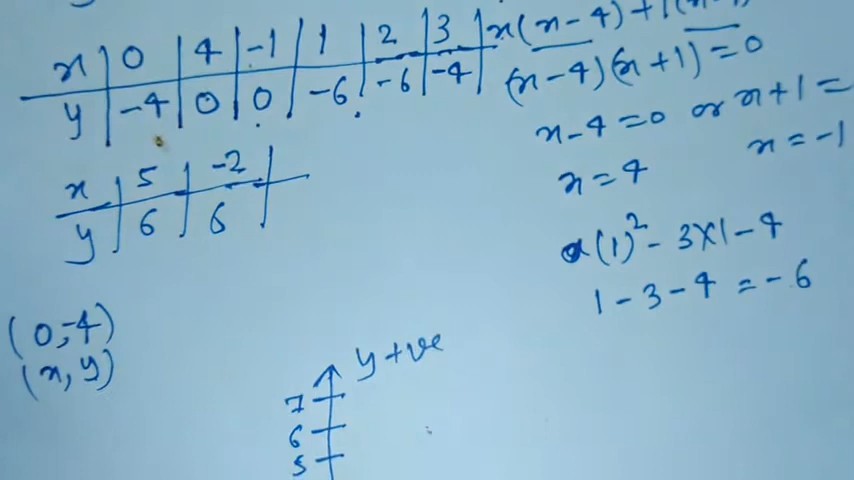 x 0 4 -1 1 2 3
y -4 0 0 -6 -6 -4
x 5 -2
y 6 6
(0,-4)
(x,y)
y +ve
7
6
5
x(x-4)+1(
(x-4)(x+1)=0
x-4=0 or x+1=
x=4 x=-1
(1)²-3×1-4
1-3-4=-6